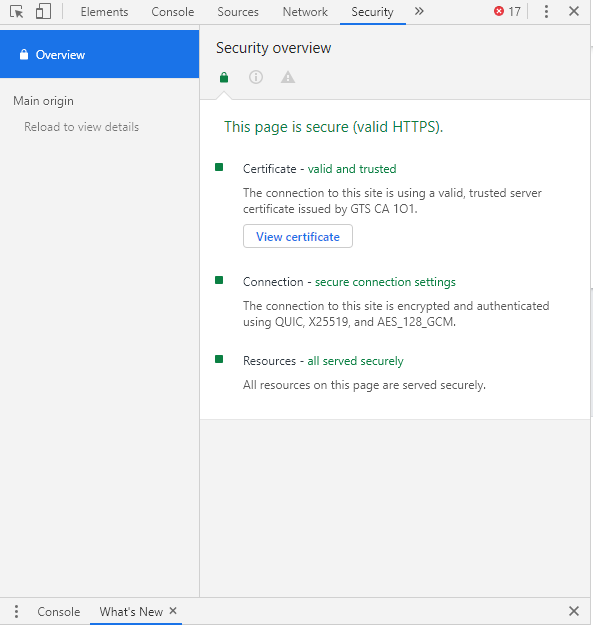 Elements Console Sources Network Security » 17
Overview
Main origin
Reload to view details
Security overview
This page is secure (valid HTTPS).
Certificate - valid and trusted
The connection to this site is using a valid, trusted server
certificate issued by GTS CA 1O1.
View certificate
Connection - secure connection settings
The connection to this site is encrypted and authenticated
using QUIC, X25519, and AES_128_GCM.
Resources - all served securely
All resources on this page are served securely.
Console What's New